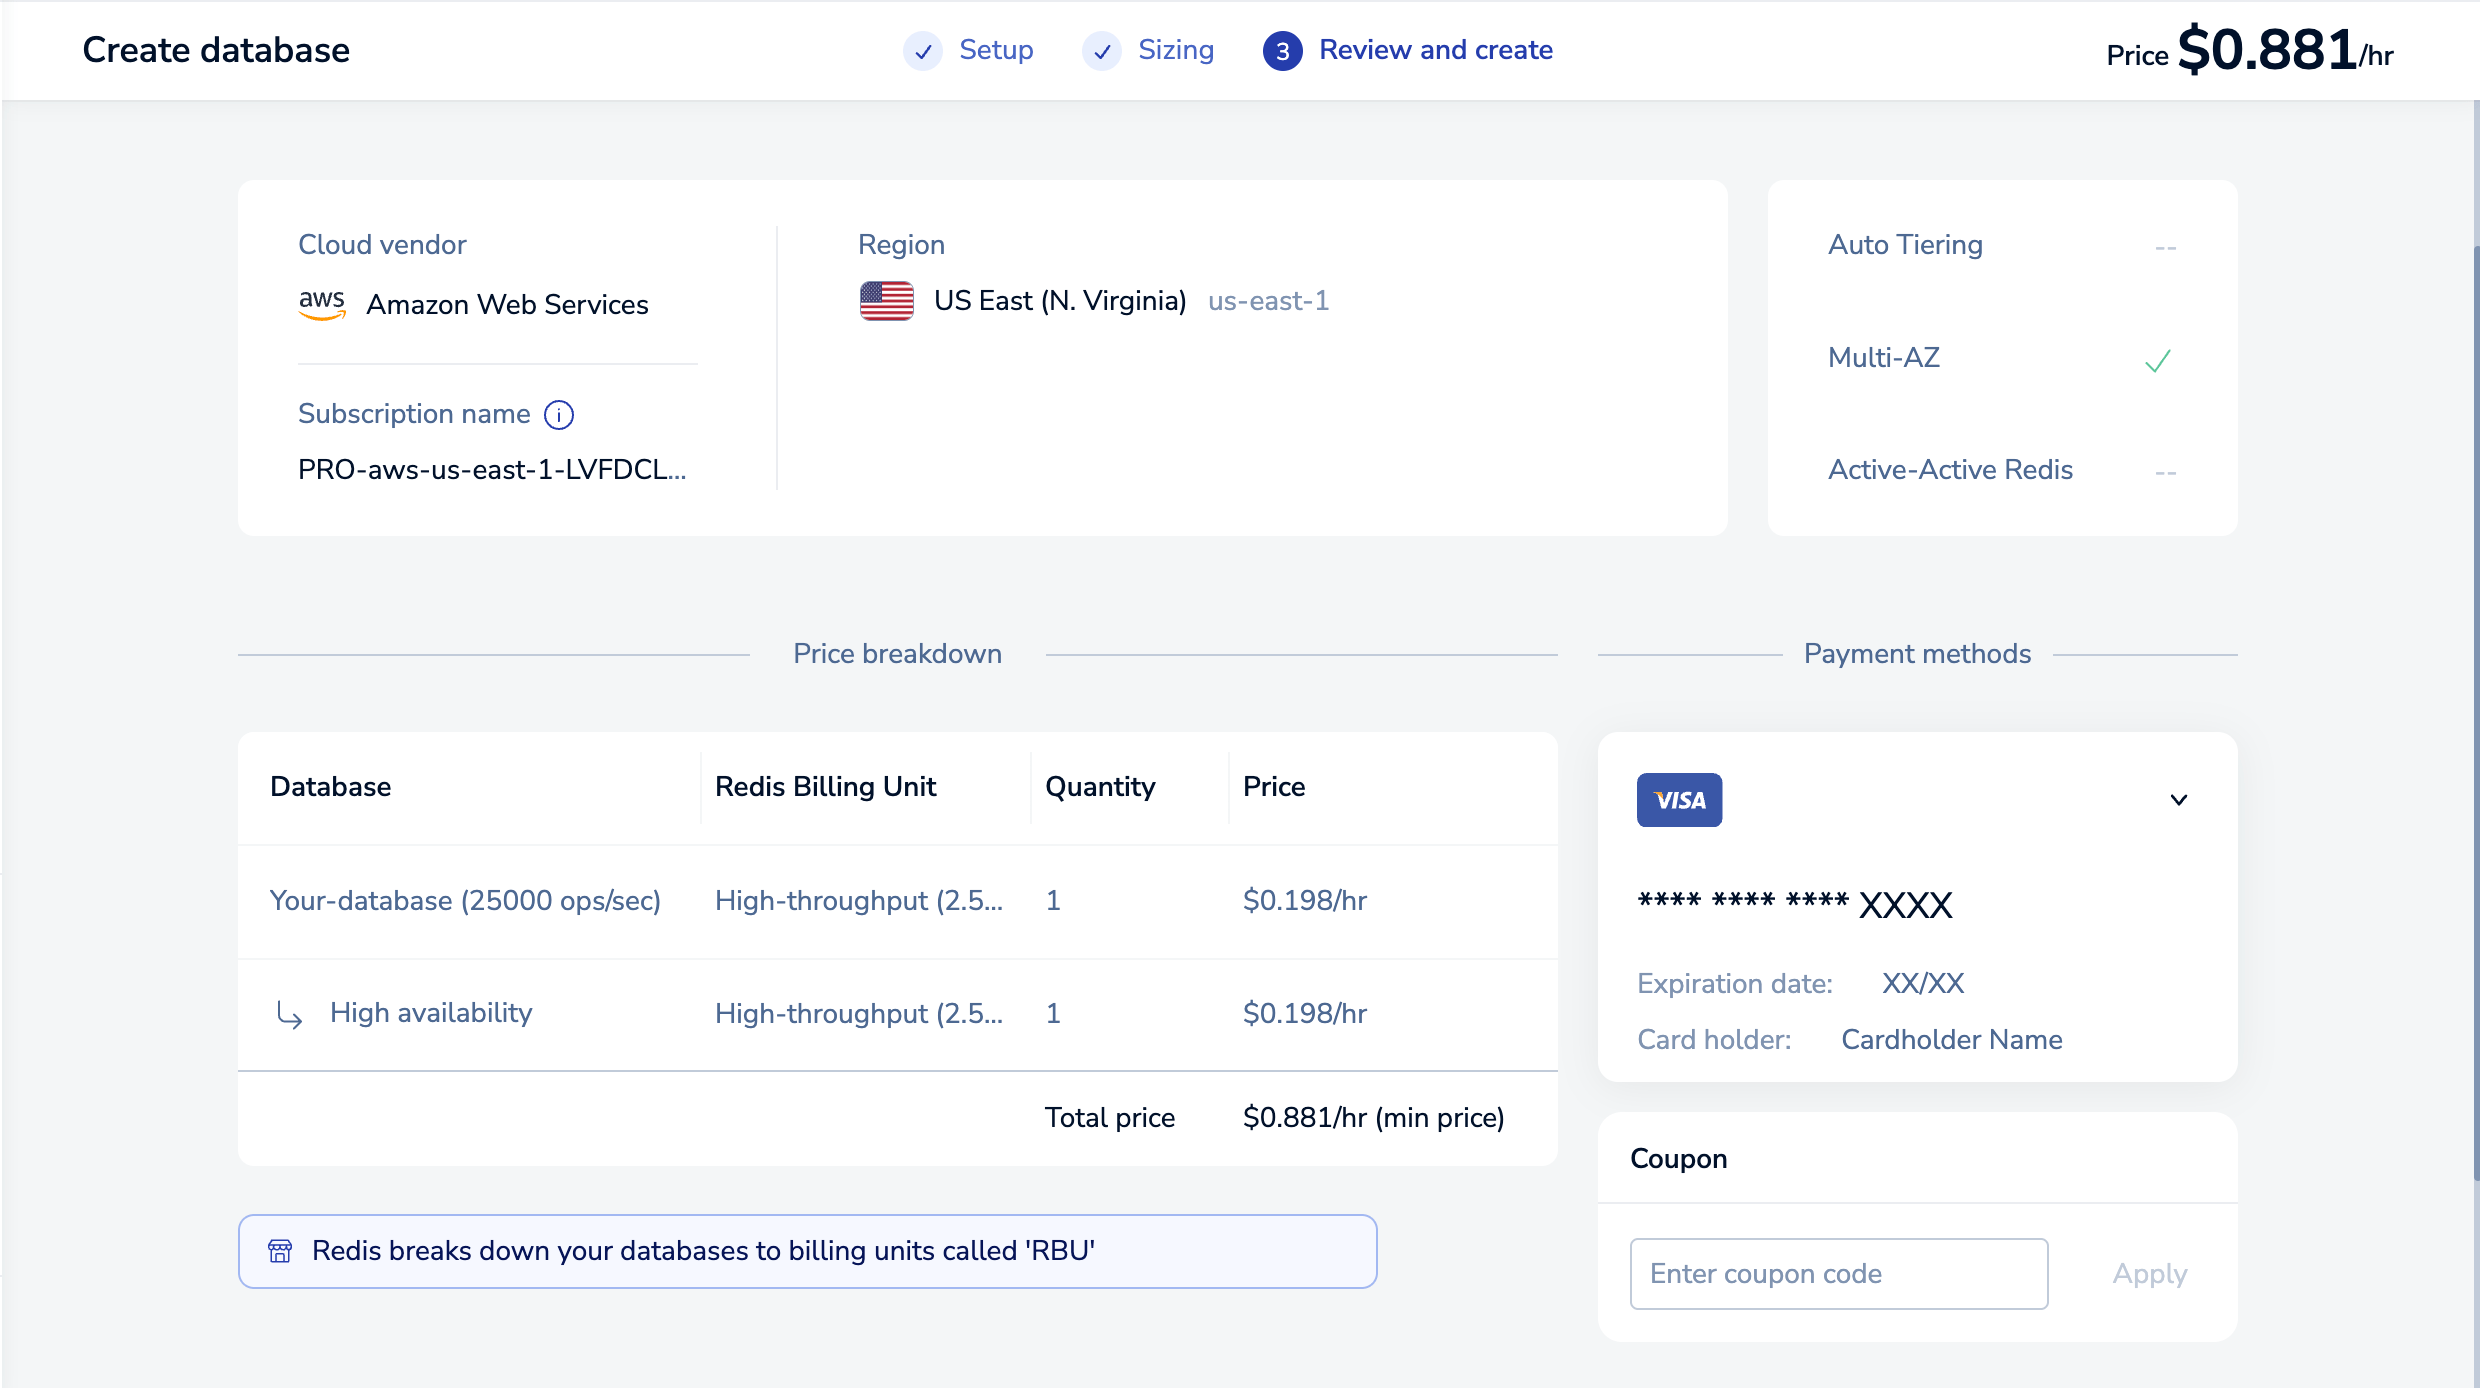 Create database
Setup
Sizing
3 Review and create
Price $0.881/hr
Cloud vendor
aws Amazon Web Services
Subscription name i
PRO-aws-us-east-1-LVFDCL...
Region
US East (N. Virginia) us-east-1
Auto Tiering --
Multi-AZ
Active-Active Redis --
Price breakdown
Database Redis Billing Unit Quantity Price
Your-database (25000 ops/sec) High-throughput (2.5... 1 $0.198/hr
High availability High-throughput (2.5... 1 $0.198/hr
Total price $0.881/hr (min price)
Redis breaks down your databases to billing units called 'RBU'
Payment methods
VISA
**** **** **** XXXX
Expiration date: XX/XX
Card holder: Cardholder Name
Coupon
Enter coupon code Apply